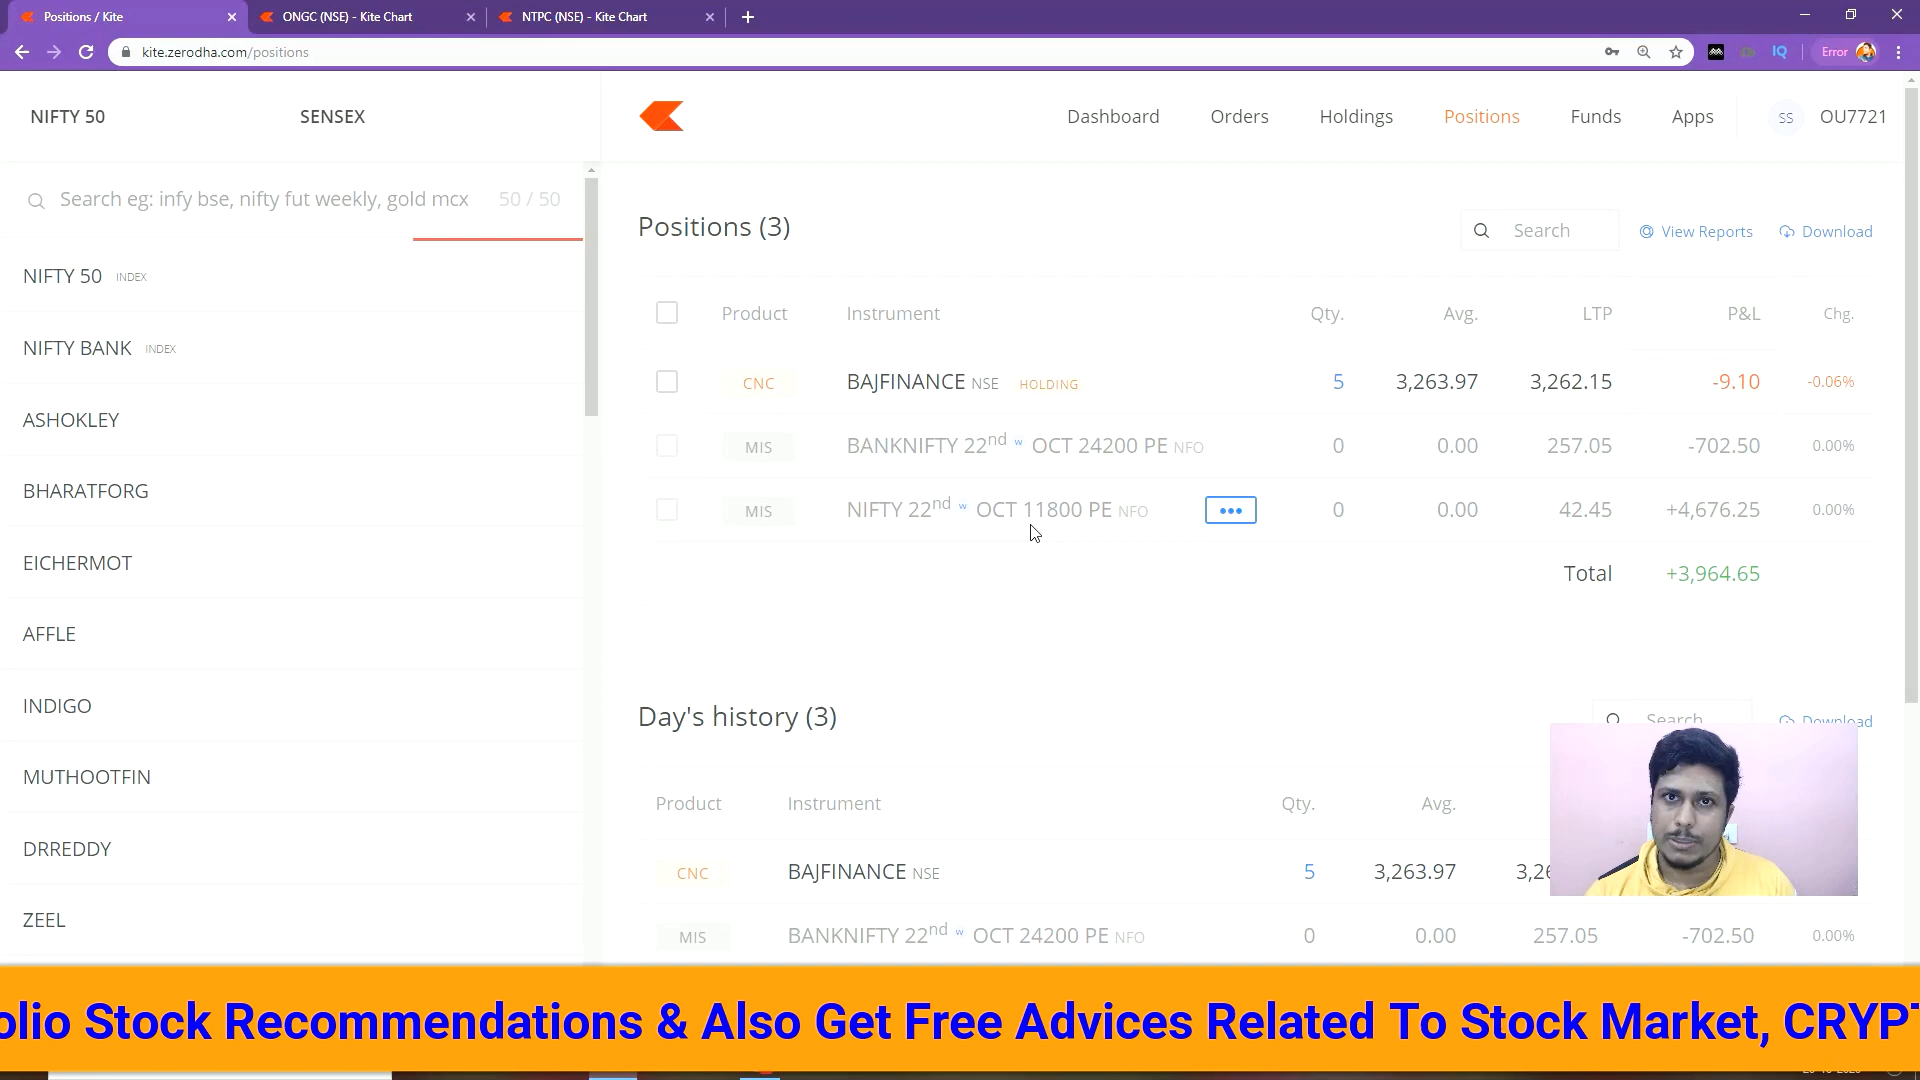 Positions / Kite
ONGC (NSE) - Kite Chart
NTPC (NSE) - Kite Chart
kite.zerodha.com/positions
IQ
Error
NIFTY 50
SENSEX
Dashboard
Orders
Holdings
Positions
Funds
Apps
SS
OU7721
Search eg: infy bse, nifty fut weekly, gold mcx
50 / 50
NIFTY 50 INDEX
NIFTY BANK INDEX
ASHOKLEY
BHARATFORG
EICHERMOT
AFFLE
INDIGO
MUTHOOTFIN
DRREDDY
ZEEL
Positions (3)
Search
View Reports
Download
Product Instrument Qty. Avg. LTP P&L Chg.
CNC BAJFINANCE NSE HOLDING 5 3,263.97 3,262.15 -9.10 -0.06%
MIS BANKNIFTY 22nd w OCT 24200 PE NFO 0 0.00 257.05 -702.50 0.00%
MIS NIFTY 22nd w OCT 11800 PE NFO ••• 0 0.00 42.45 +4,676.25 0.00%
Total +3,964.65
Day's history (3)
Search
Download
Product Instrument Qty. Avg.
CNC BAJFINANCE NSE 5 3,263.97 3,26
MIS BANKNIFTY 22nd w OCT 24200 PE NFO 0 0.00 257.05 -702.50 0.00%
olio Stock Recommendations & Also Get Free Advices Related To Stock Market, CRYPT